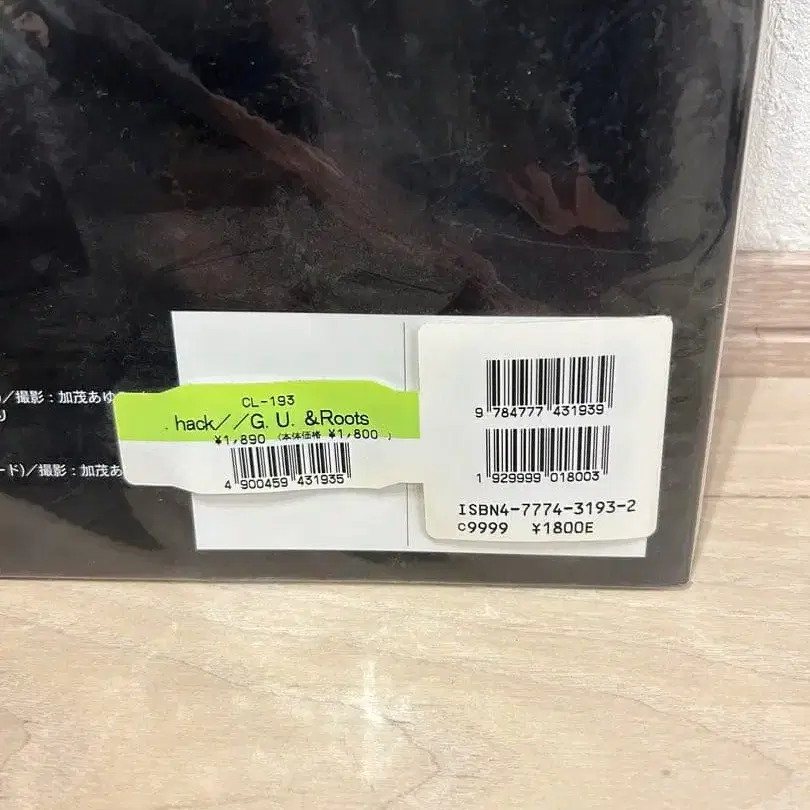 )／撮影：加茂あゆ
り
ード)／撮影：加茂あ
CL-193
.hack//G.U.&Roots
¥1,890 (本体価格 ¥1,800 )
4 900459 431935
9 784777 431939
1 929999 018003
ISBN4-7774-3193-2
C9999 ¥1800E